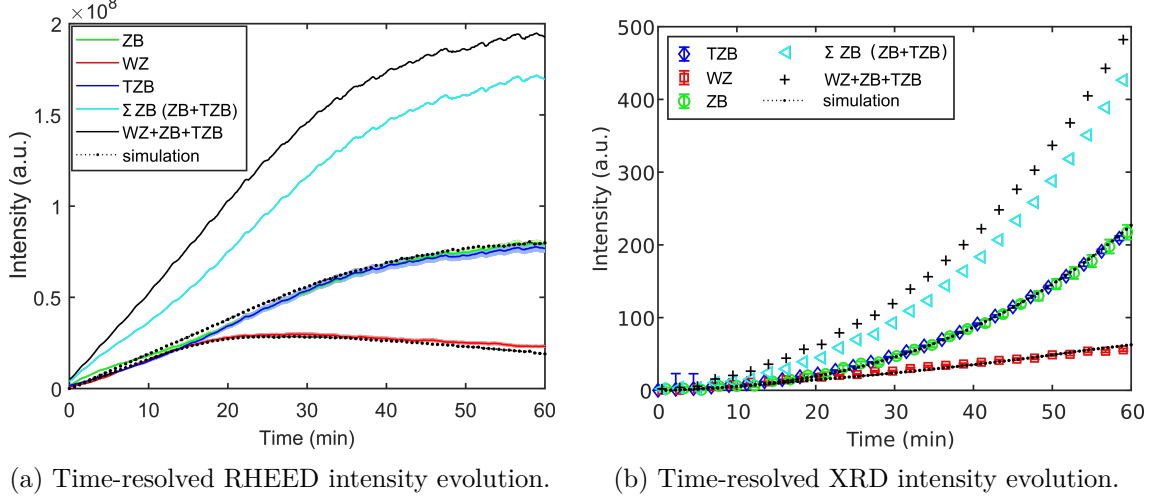 ×10⁸
2
1.5
1
0.5
0
Intensity (a.u.)
ZB
WZ
TZB
Σ ZB (ZB+TZB)
WZ+ZB+TZB
simulation
0 10 20 30 40 50 60
Time (min)
(a) Time-resolved RHEED intensity evolution.
500
400
300
200
100
0
Intensity (a.u.)
TZB
WZ
ZB
Σ ZB (ZB+TZB)
WZ+ZB+TZB
simulation
0 10 20 30 40 50 60
Time (min)
(b) Time-resolved XRD intensity evolution.